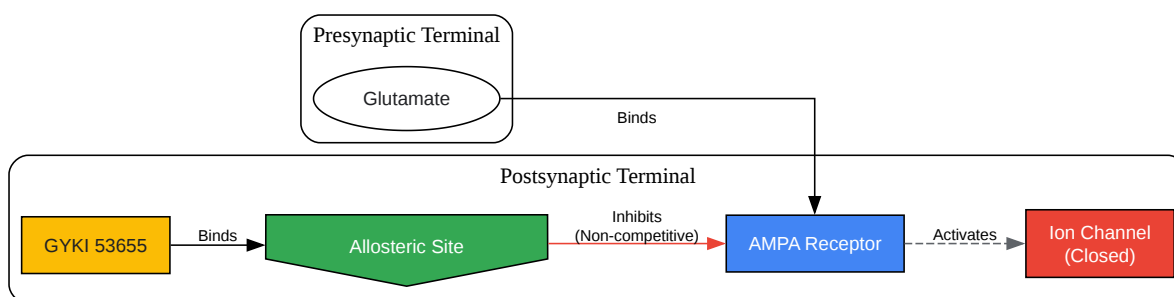 Presynaptic Terminal
Glutamate
Binds
Postsynaptic Terminal
GYKI 53655
Binds
Allosteric Site
Inhibits
(Non-competitive)
AMPA Receptor
Activates
Ion Channel
(Closed)